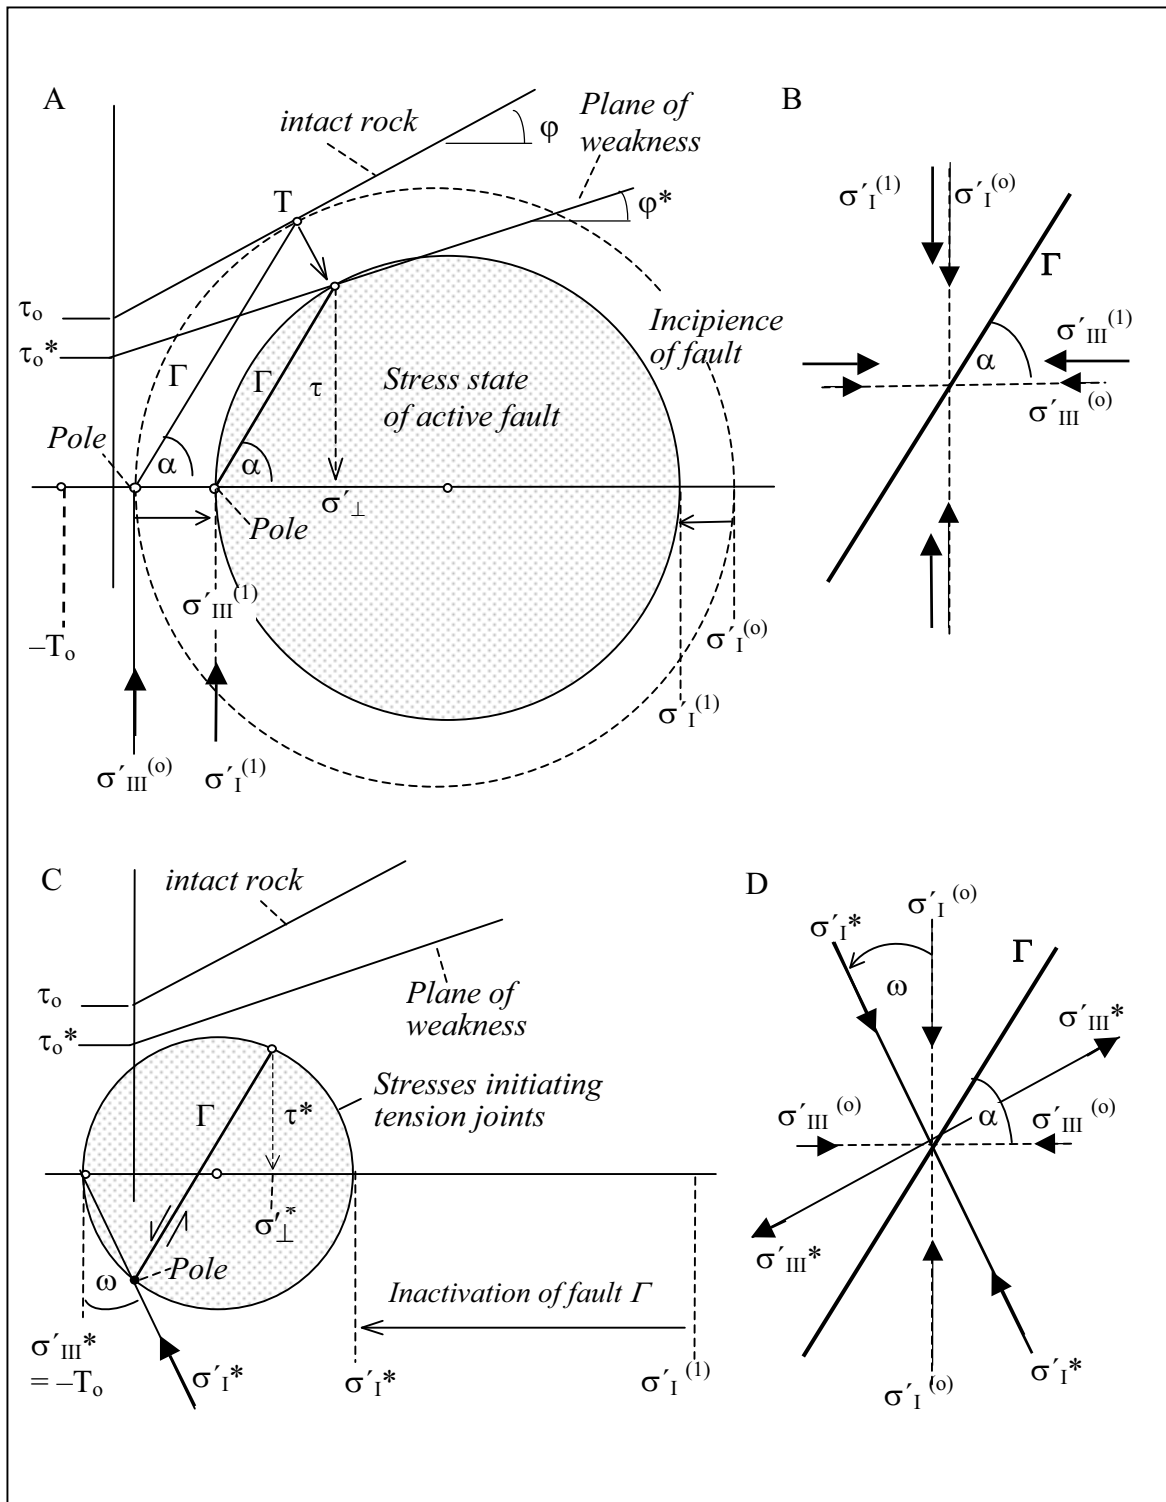 A
intact rock
φ
Plane of
weakness
φ*
T
τo
τo*
Γ
Γ
τ
Incipience
of fault
Stress state
of active fault
Pole
α
α
σ′⊥
Pole
–To
σ′III(1)
σ′I(o)
σ′I(1)
σ′III(o)
σ′I(1)
B
σ′I(1)
σ′I(o)
Γ
α
σ′III(1)
σ′III(o)
C
intact rock
τo
τo*
Plane of
weakness
Γ
τ*
Stresses initiating
tension joints
σ′⊥*
Pole
ω
Inactivation of fault Γ
σ′III*
= –To
σ′I*
σ′I*
σ′I(1)
D
σ′I(o)
σ′I*
ω
Γ
σ′III*
α
σ′III(o)
σ′III(o)
σ′III*
σ′I(o)
σ′I*